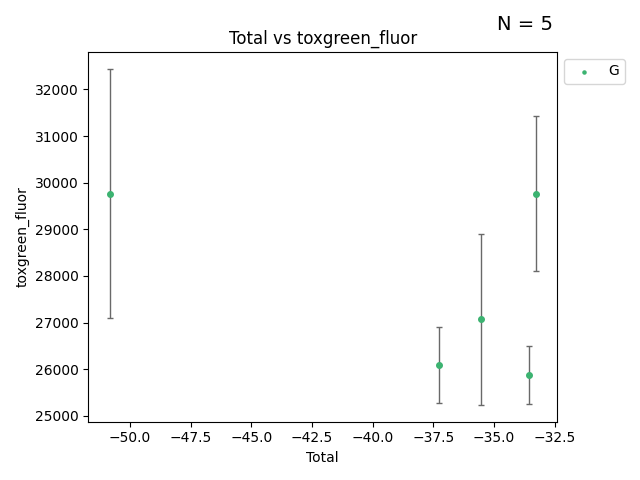 N = 5
Total vs toxgreen_fluor
G
toxgreen_fluor
32000
31000
30000
29000
28000
27000
26000
25000
−50.0 −47.5 −45.0 −42.5 −40.0 −37.5 −35.0 −32.5
Total